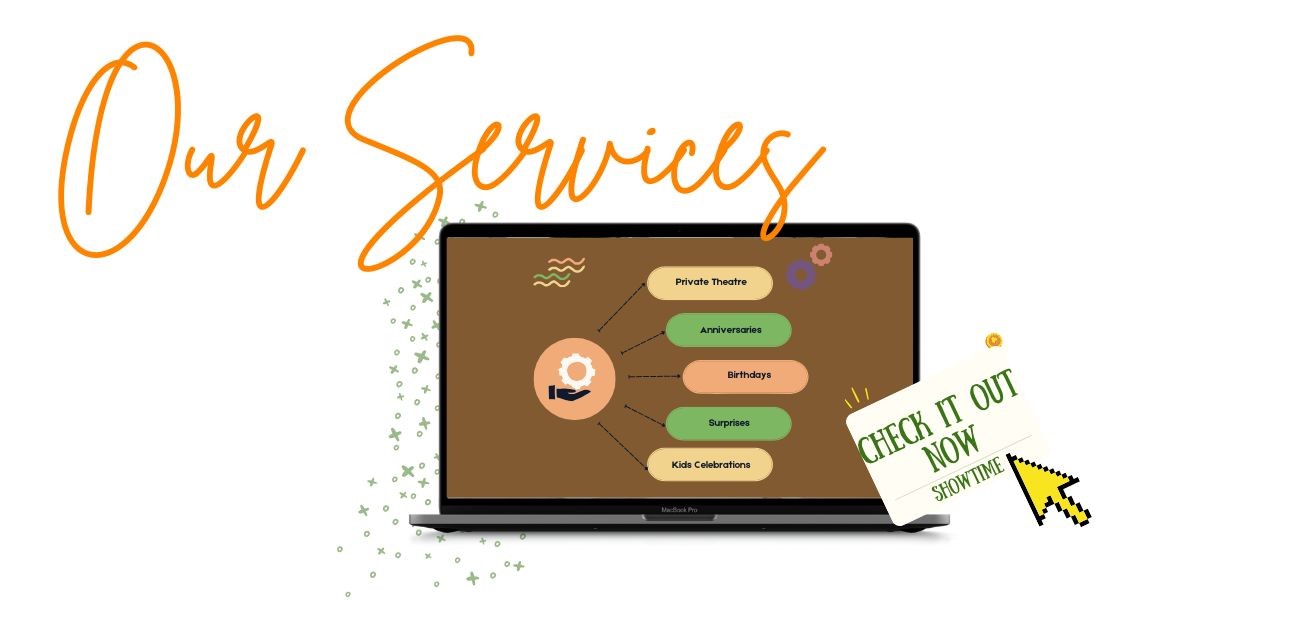 Our Services
Private Theatre
Anniversaries
Birthdays
Surprises
Kids Celebrations
MacBook Pro
CHECK IT OUT
NOW
SHOWTIME